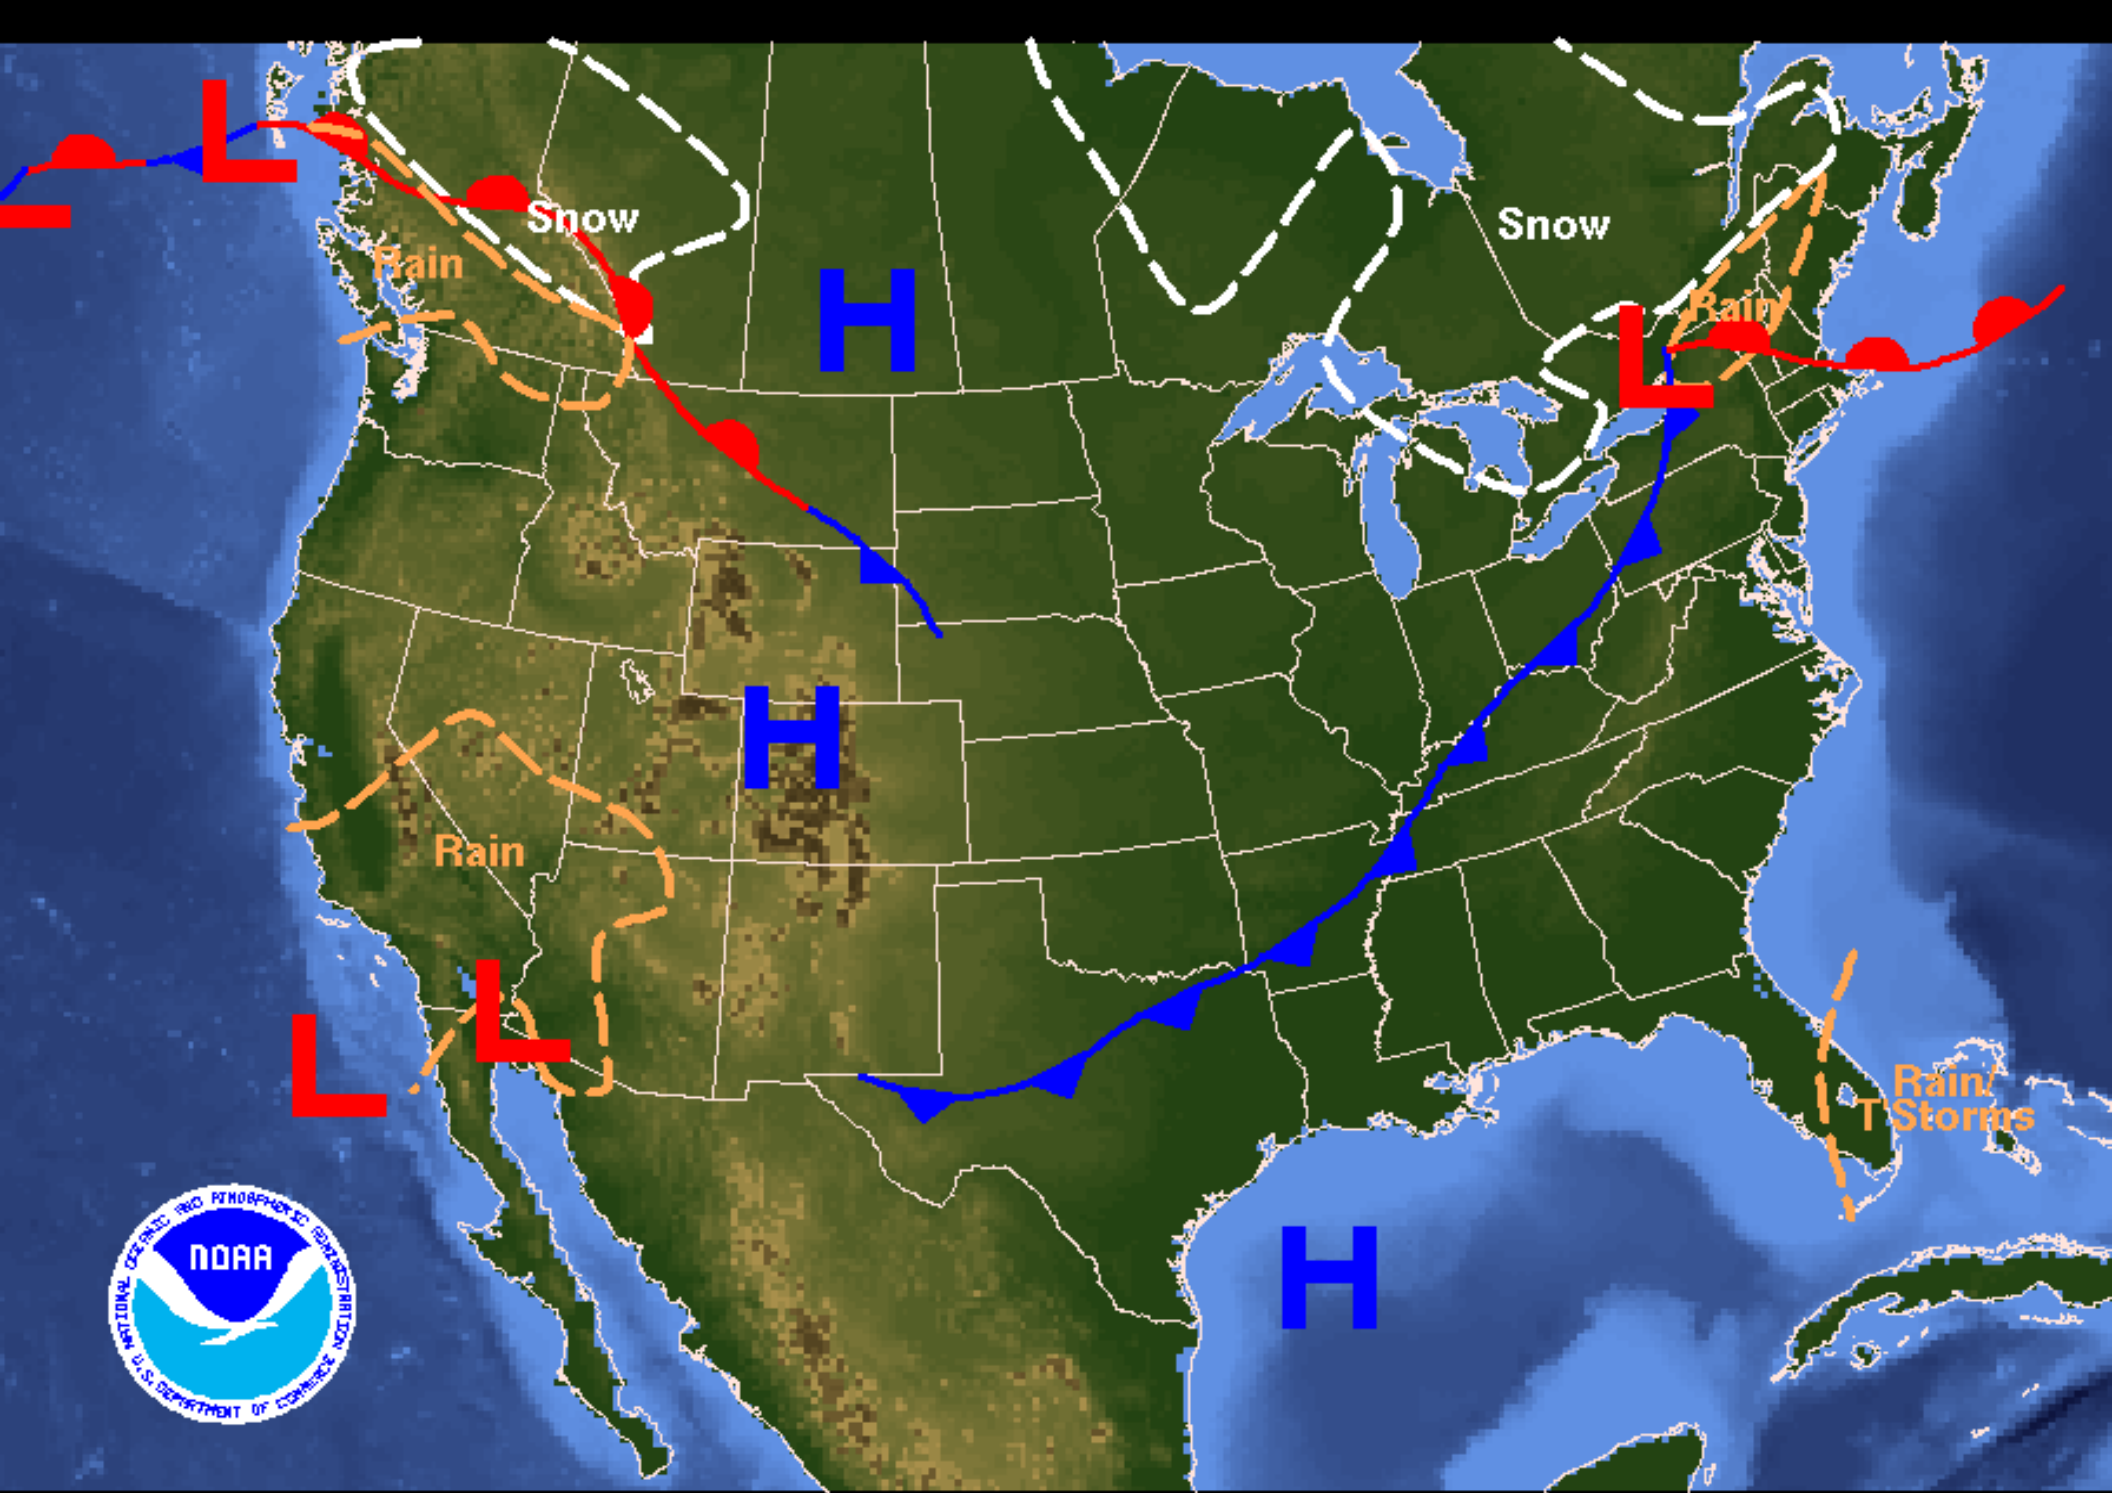 L
Snow
Snow
Rain
H
Rain
L
H
Rain
L
L
Rain/
T'Storms
H
NOAA
NATIONAL OCEANIC AND ATMOSPHERIC ADMINISTRATION
U.S. DEPARTMENT OF COMMERCE